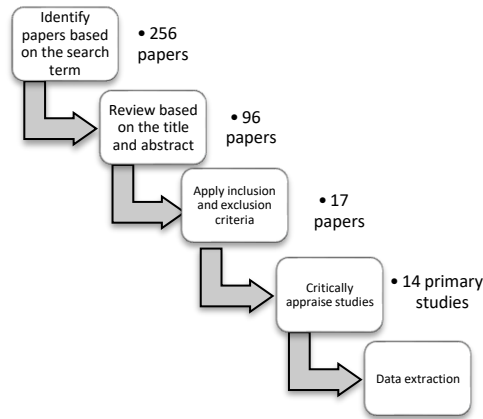 Identify
papers based
on the search
term
• 256
papers
Review based
on the title
and abstract
• 96
papers
Apply inclusion
and exclusion
criteria
• 17
papers
Critically
appraise studies
• 14 primary
studies
Data extraction